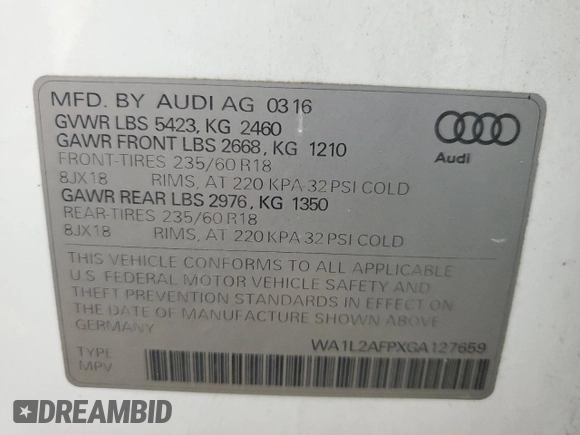 MFD. BY AUDI AG 0316
GVWR LBS 5423, KG 2460
GAWR FRONT LBS 2668, KG 1210
FRONT-TIRES 235/60 R18
8JX18 RIMS, AT 220 KPA-32 PSI COLD
GAWR REAR LBS 2976, KG 1350
REAR-TIRES 235/60 R18
8JX18 RIMS, AT 220 KPA-32 PSI COLD
Audi
THIS VEHICLE CONFORMS TO ALL APPLICABLE
U.S. FEDERAL MOTOR VEHICLE SAFETY AND
THEFT PREVENTION STANDARDS IN EFFECT ON
THE DATE OF MANUFACTURE SHOWN ABOVE
GERMANY
WA1L2AFPXGA127659
TYPE
MPV
DREAMBID